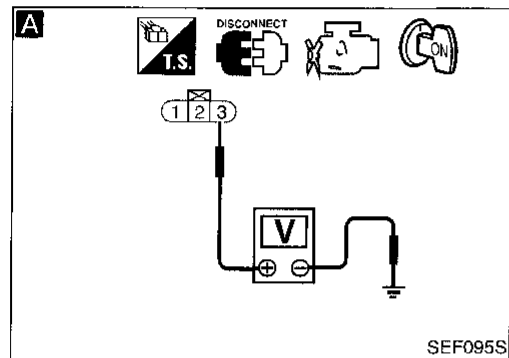 A
DISCONNECT
T.S.
ON
1 2 3
V
+ −
SEF095S